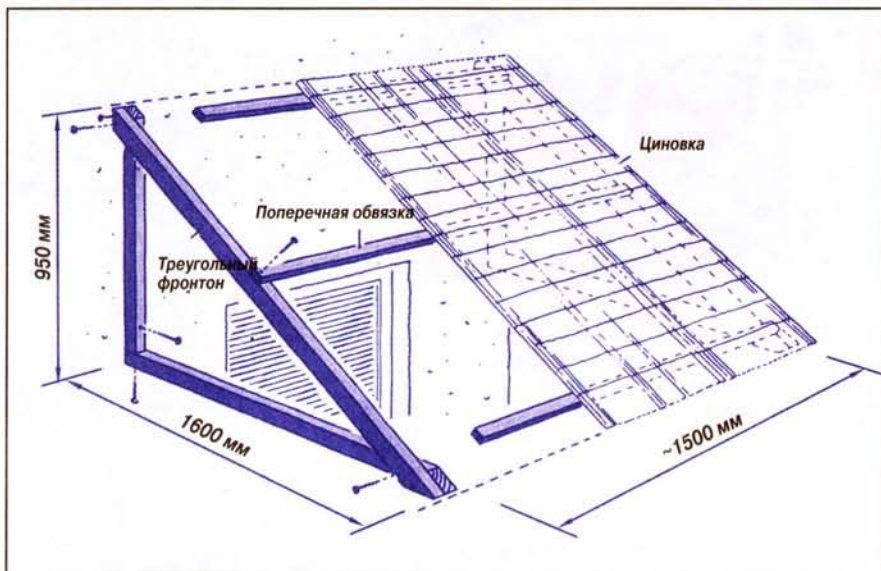 Циновка
Поперечная обвязка
Треугольный
фронтон
950 мм
1600 мм
~1500 мм